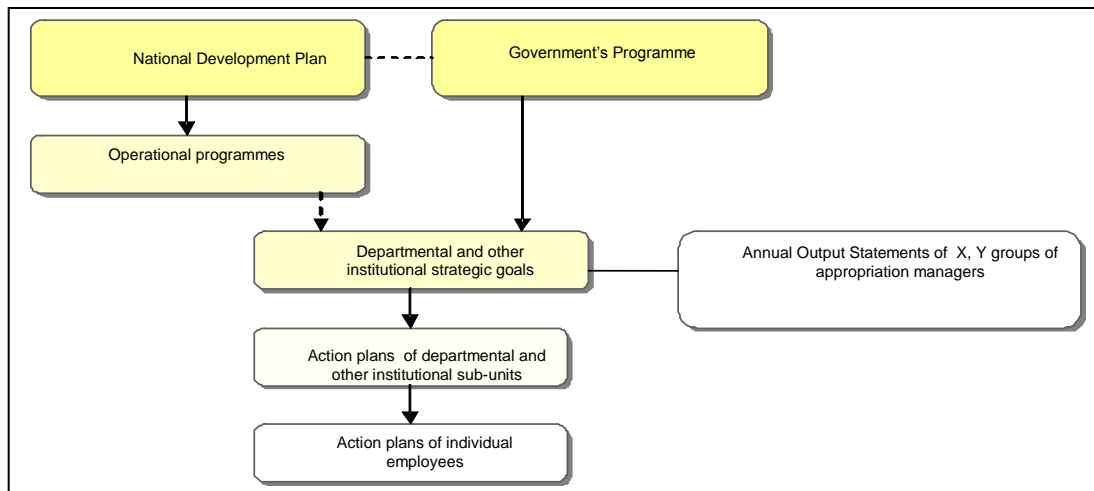 National Development Plan
Government’s Programme
Operational programmes
Departmental and other
institutional strategic goals
Annual Output Statements of X, Y groups of
appropriation managers
Action plans of departmental and
other institutional sub-units
Action plans of individual
employees